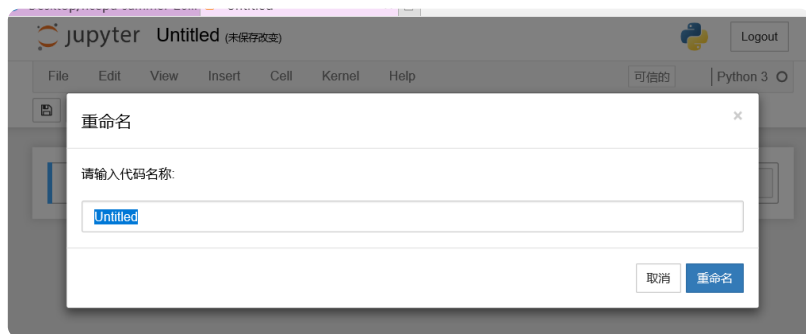 jupyter Untitled (未保存改变) Logout
File Edit View Insert Cell Kernel Help 可信的 Python 3
重命名 ×
请输入代码名称:
Untitled
取消 重命名